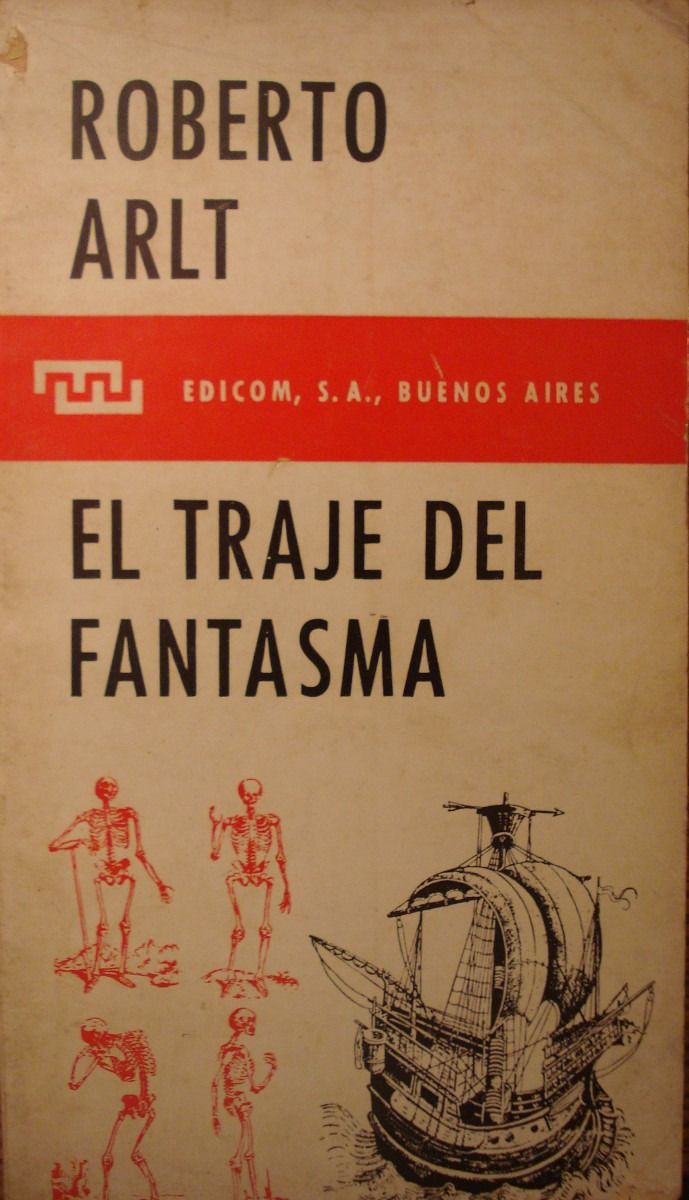 ROBERTO
ARLT
EDICOM, S.A., BUENOS AIRES
EL TRAJE DEL
FANTASMA